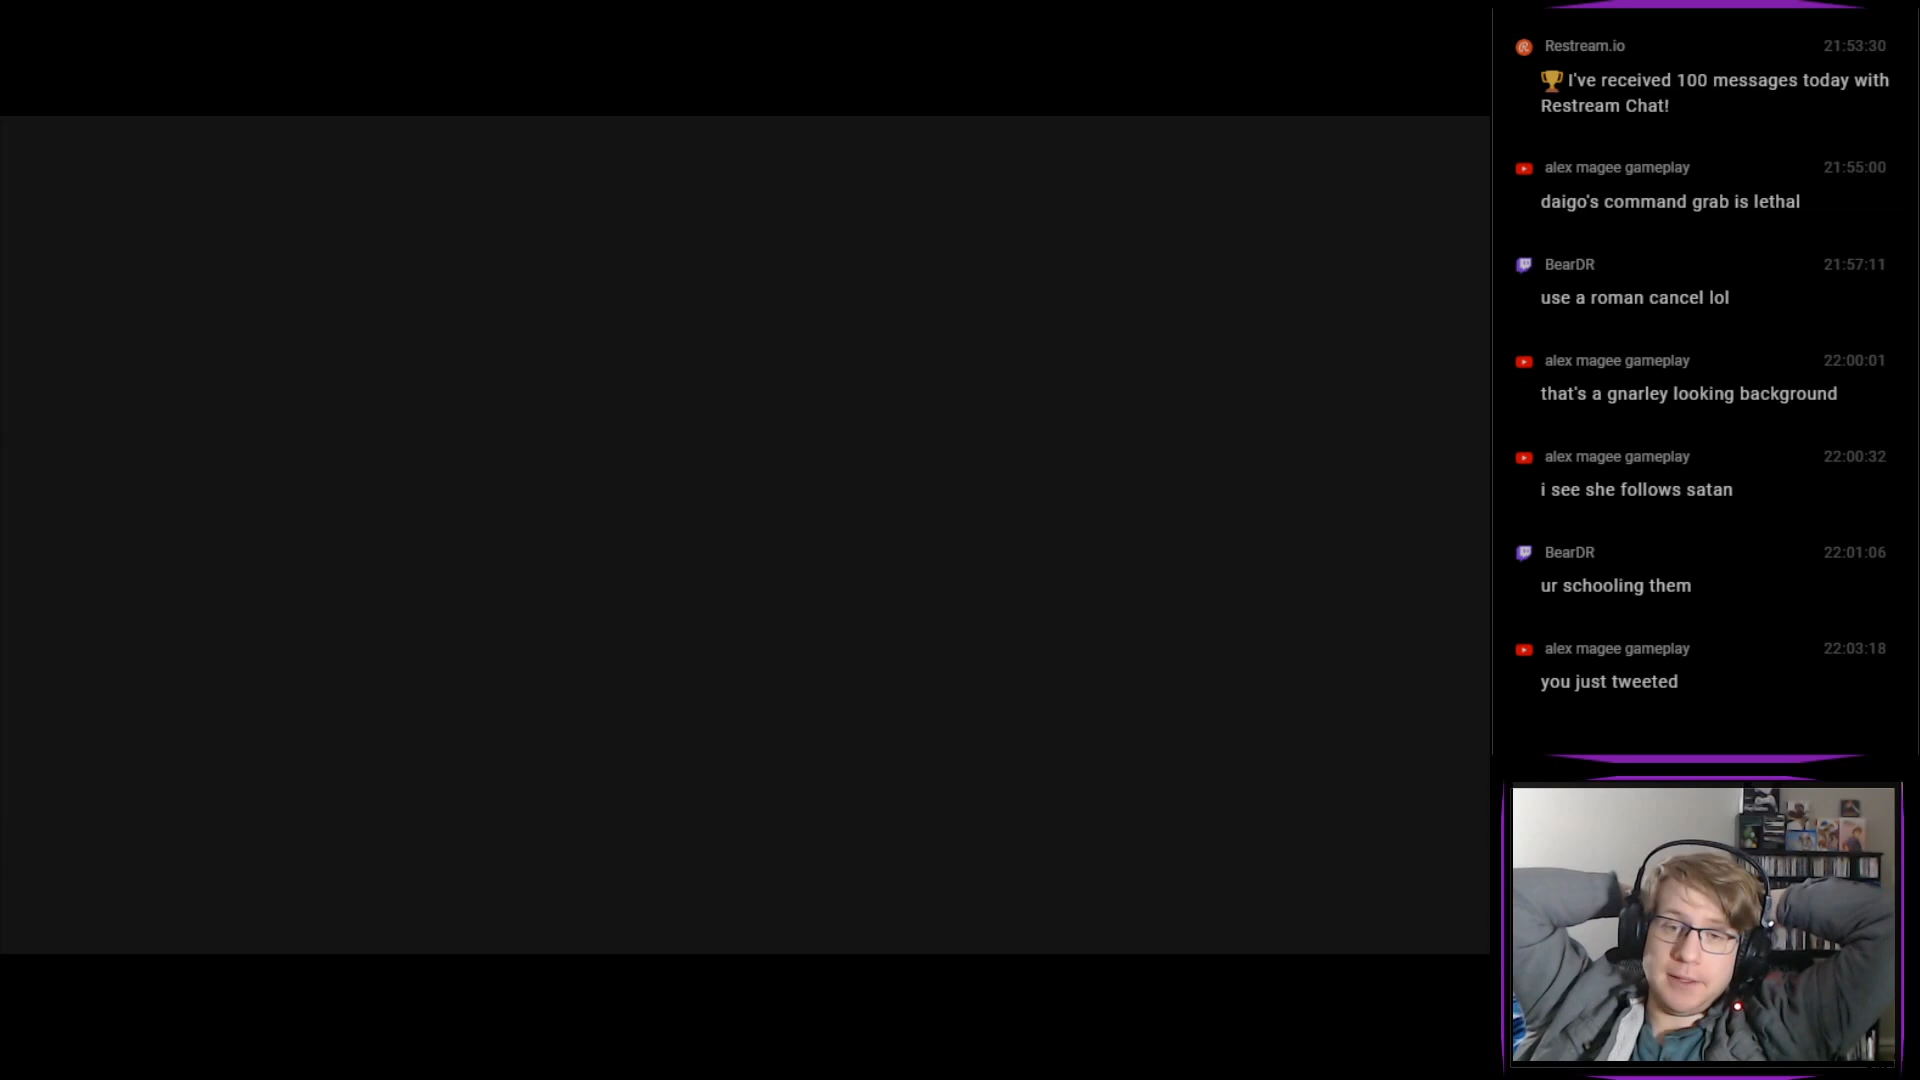 Restream.io 21:53:30
🏆 I've received 100 messages today with
Restream Chat!
alex magee gameplay 21:55:00
daigo's command grab is lethal
BearDR 21:57:11
use a roman cancel lol
alex magee gameplay 22:00:01
that's a gnarley looking background
alex magee gameplay 22:00:32
i see she follows satan
BearDR 22:01:06
ur schooling them
alex magee gameplay 22:03:18
you just tweeted